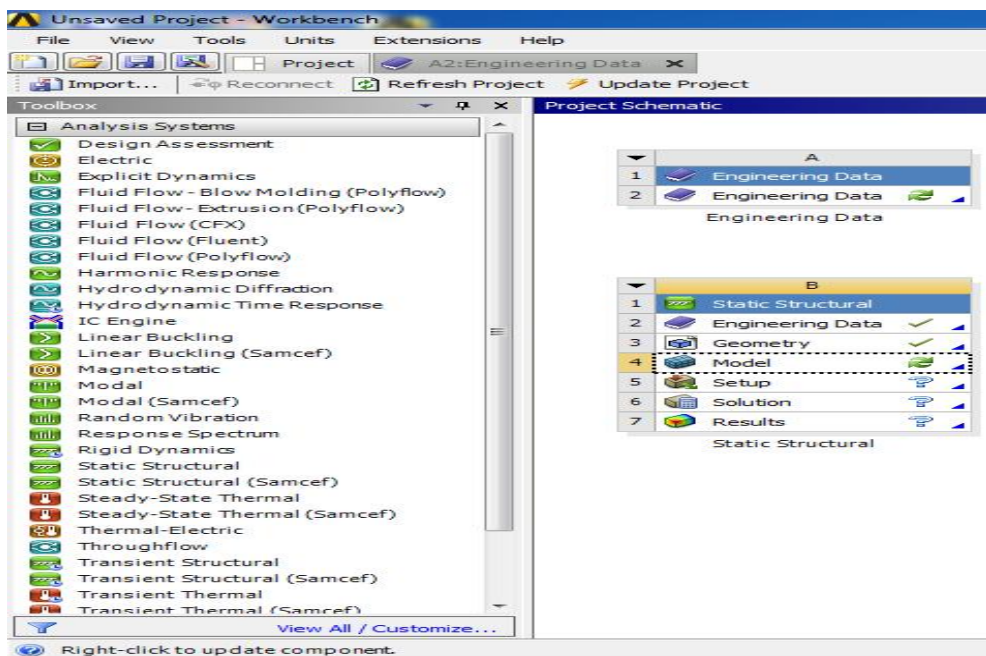 Unsaved Project - Workbench
File View Tools Units Extensions Help
Project A2:Engineering Data
Import... Reconnect Refresh Project Update Project
Toolbox
Project Schematic
Analysis Systems
Design Assessment
Electric
Explicit Dynamics
Fluid Flow - Blow Molding (Polyflow)
Fluid Flow - Extrusion (Polyflow)
Fluid Flow (CFX)
Fluid Flow (Fluent)
Fluid Flow (Polyflow)
Harmonic Response
Hydrodynamic Diffraction
Hydrodynamic Time Response
IC Engine
Linear Buckling
Linear Buckling (Samcef)
Magnetostatic
Modal
Modal (Samcef)
Random Vibration
Response Spectrum
Rigid Dynamics
Static Structural
Static Structural (Samcef)
Steady-State Thermal
Steady-State Thermal (Samcef)
Thermal-Electric
Throughflow
Transient Structural
Transient Structural (Samcef)
Transient Thermal
Transient Thermal (Samcef)
View All / Customize...
A
1 Engineering Data
2 Engineering Data
Engineering Data
B
1 Static Structural
2 Engineering Data
3 Geometry
4 Model
5 Setup
6 Solution
7 Results
Static Structural
Right-click to update component.